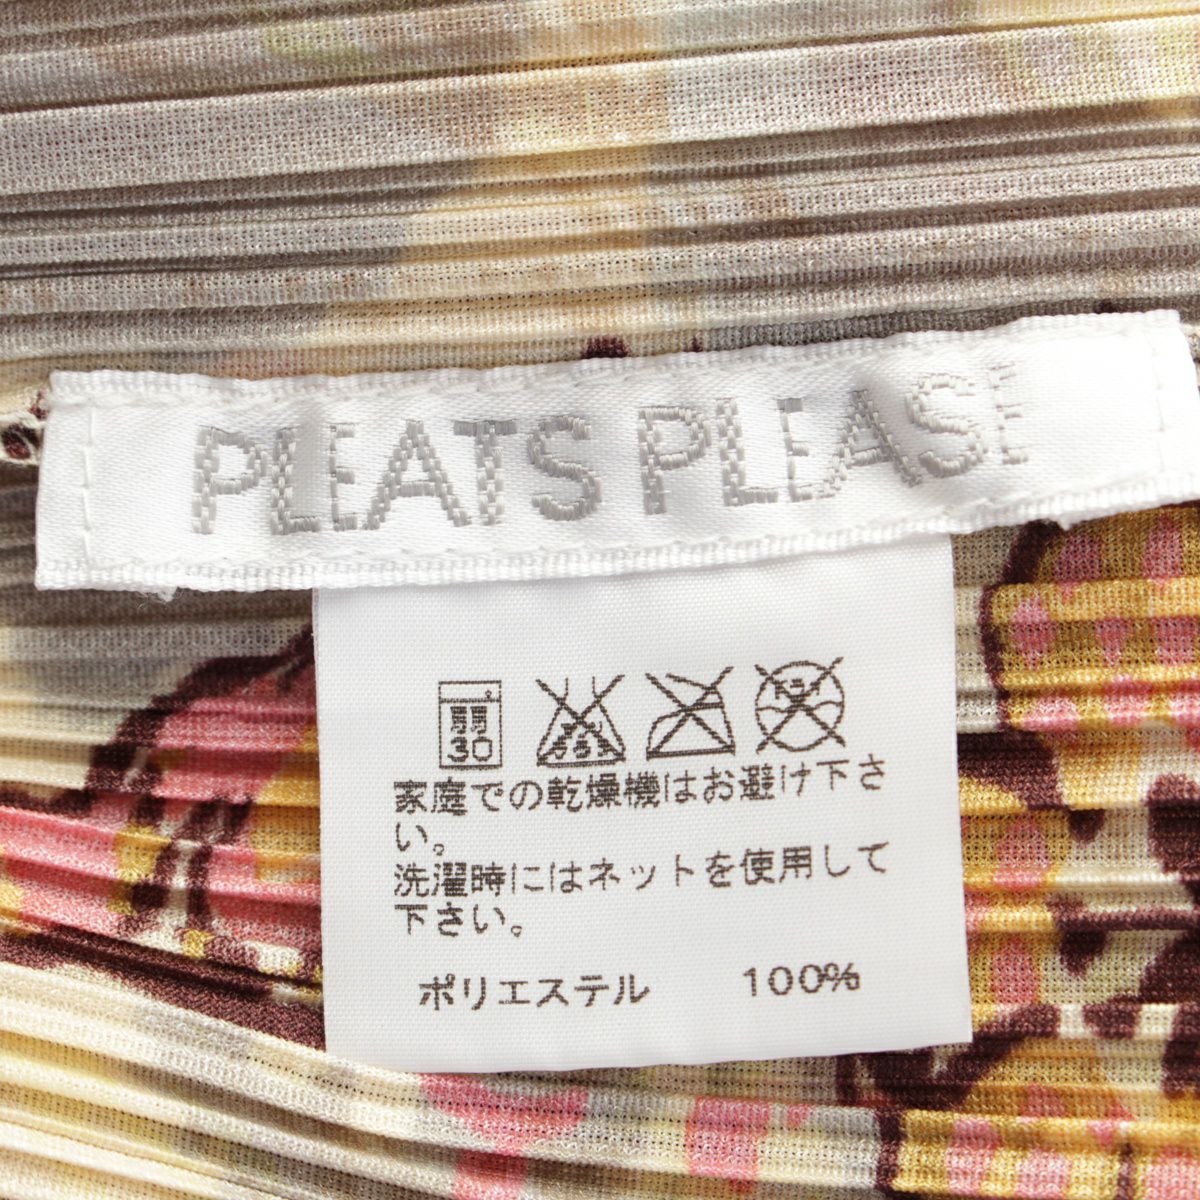 PLEATS PLEASE
弱
30
家庭での乾燥機はお避け下さ
い。
洗濯時にはネットを使用して
下さい。
ポリエステル 100%